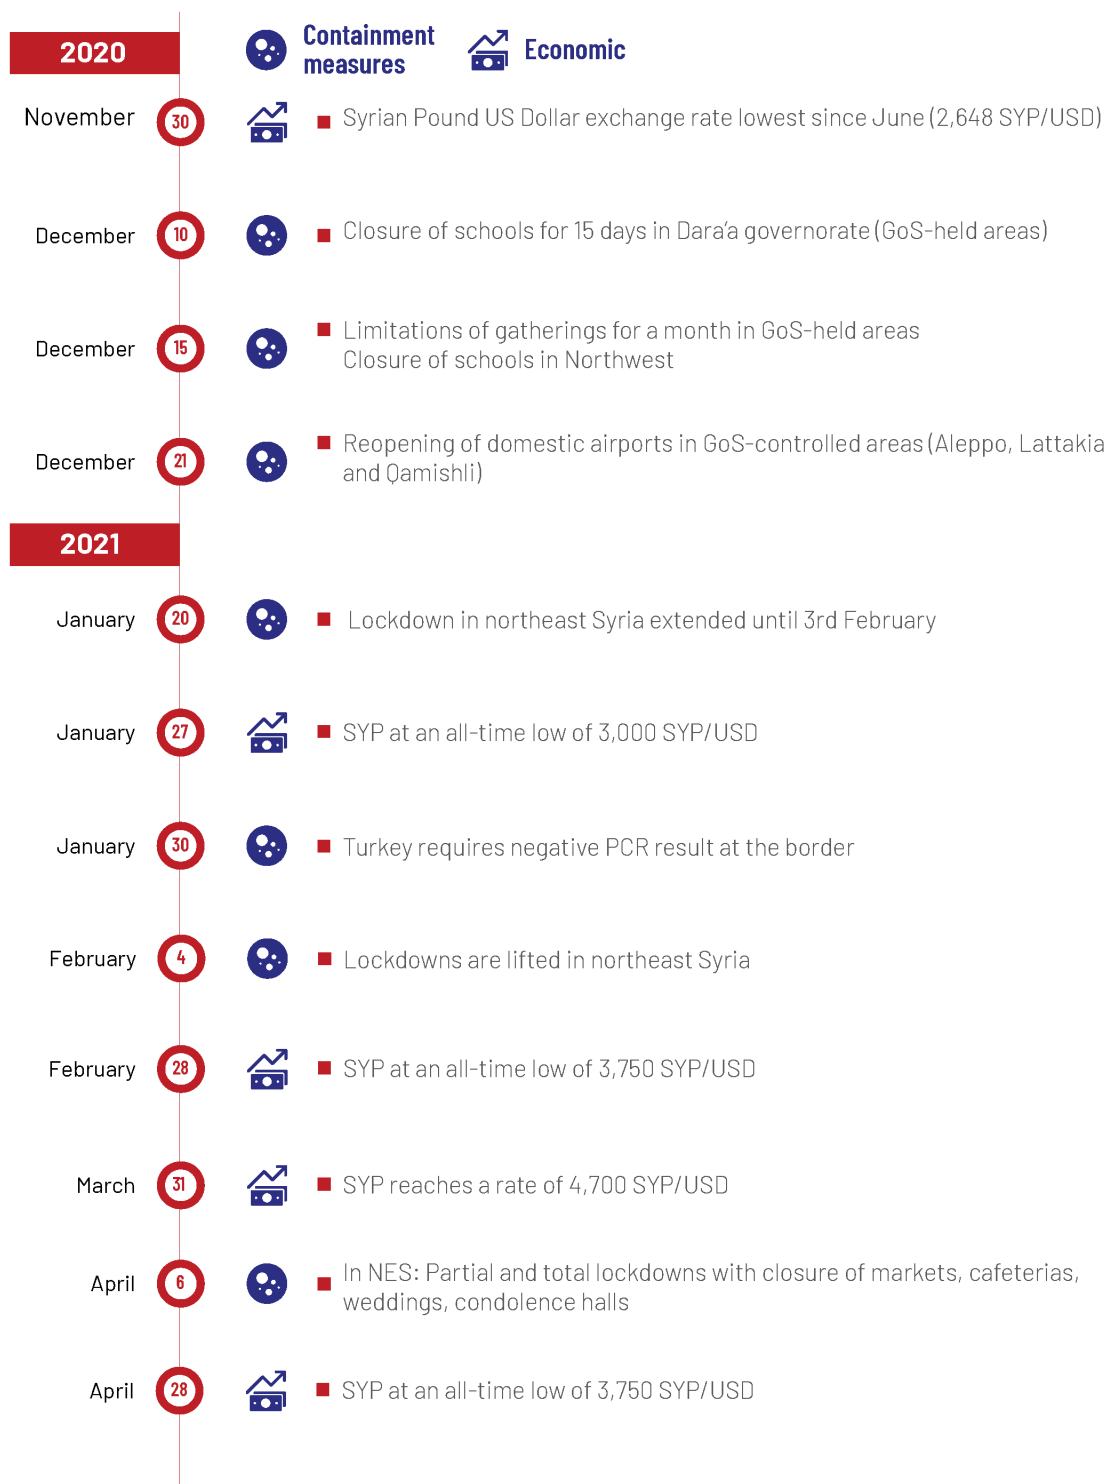 2020
Containment
measures
Economic
November
30
Syrian Pound US Dollar exchange rate lowest since June (2,648 SYP/USD)
December
10
Closure of schools for 15 days in Dara’a governorate (GoS-held areas)
December
15
Limitations of gatherings for a month in GoS-held areas
Closure of schools in Northwest
December
21
Reopening of domestic airports in GoS-controlled areas (Aleppo, Lattakia
and Qamishli)
2021
January
20
Lockdown in northeast Syria extended until 3rd February
January
27
SYP at an all-time low of 3,000 SYP/USD
January
30
Turkey requires negative PCR result at the border
February
4
Lockdowns are lifted in northeast Syria
February
28
SYP at an all-time low of 3,750 SYP/USD
March
31
SYP reaches a rate of 4,700 SYP/USD
April
6
In NES: Partial and total lockdowns with closure of markets, cafeterias,
weddings, condolence halls
April
28
SYP at an all-time low of 3,750 SYP/USD